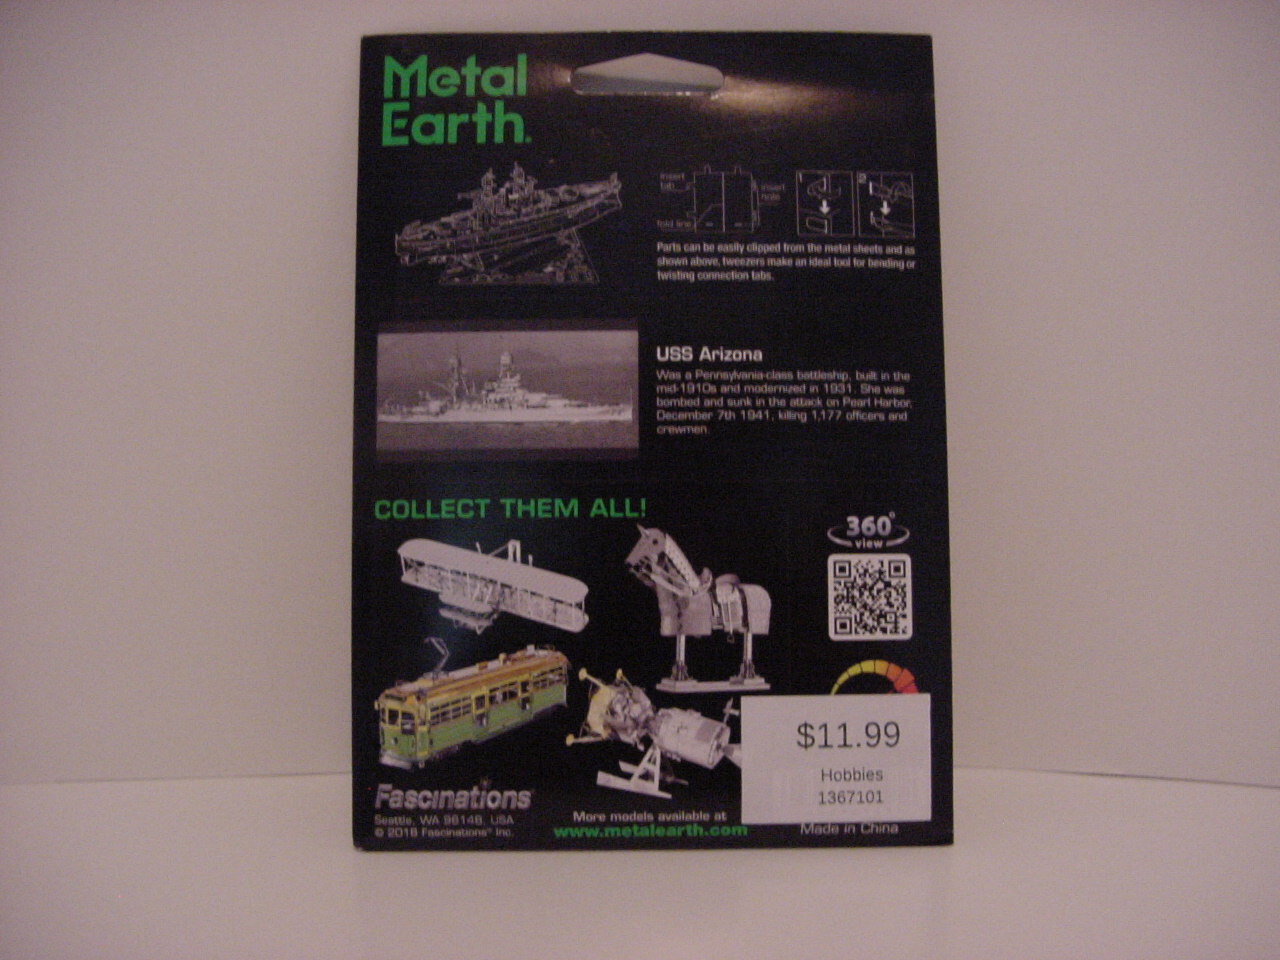 Metal
Earth
insert
tab
insert
hole
fold line
1
2
Parts can be easily clipped from the metal sheets and as
shown above, tweezers make an ideal tool for bending or
twisting connection tabs.
USS Arizona
Was a Pennsylvania-class battleship, built in the
mid-1910s and modernized in 1931. She was
bombed and sunk in the attack on Pearl Harbor,
December 7th 1941, killing 1,177 officers and
crewmen.
COLLECT THEM ALL!
360°
view
$11.99
Hobbies
1367101
Fascinations®
Seattle, WA 98148, USA
© 2016 Fascinations® Inc.
More models available at
www.metalearth.com
Made in China